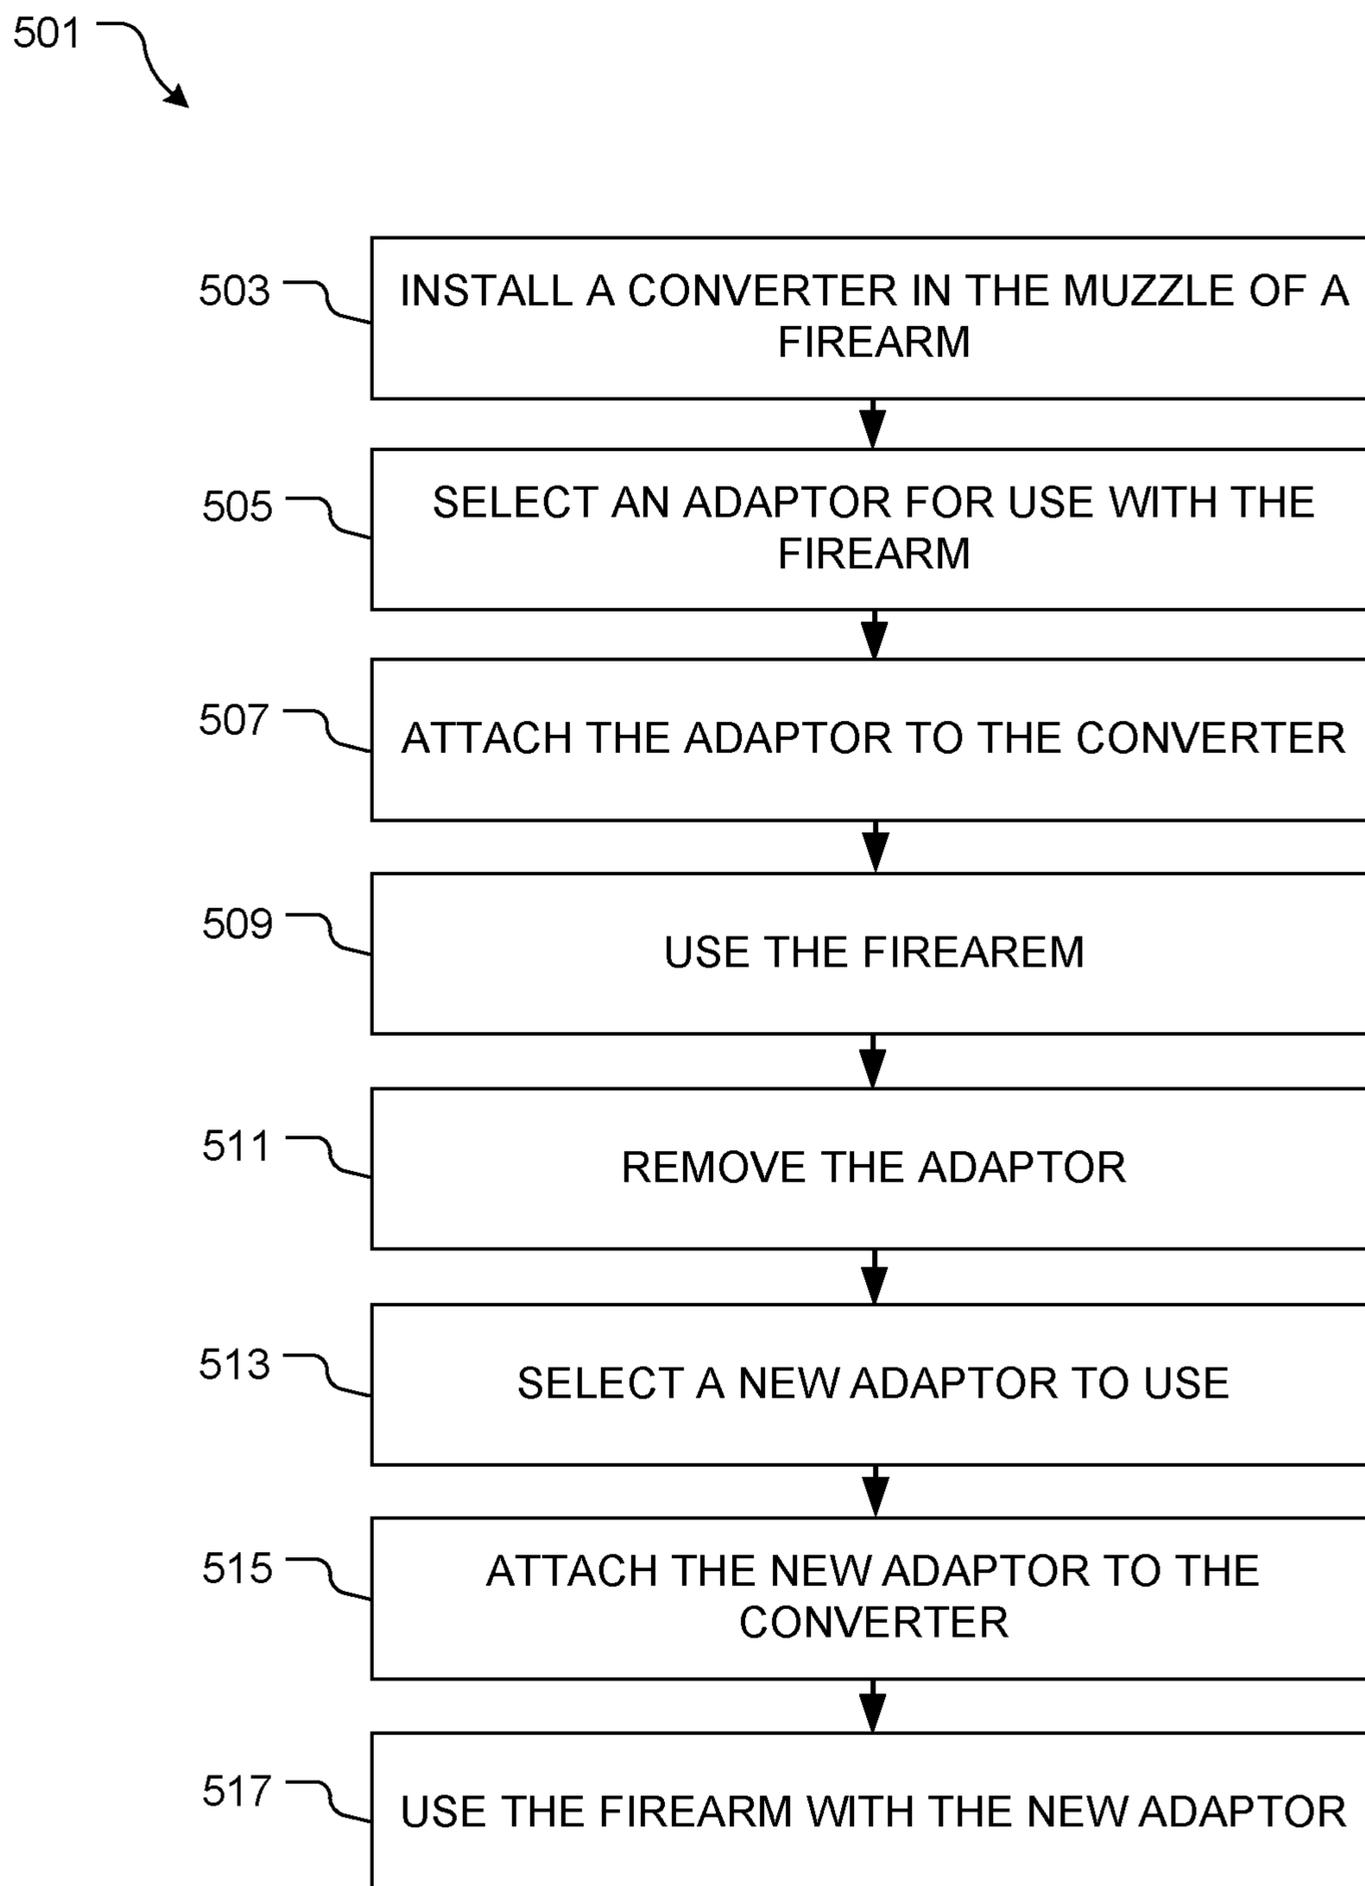 501
503
INSTALL A CONVERTER IN THE MUZZLE OF A
FIREARM
505
SELECT AN ADAPTOR FOR USE WITH THE
FIREARM
507
ATTACH THE ADAPTOR TO THE CONVERTER
509
USE THE FIREAREM
511
REMOVE THE ADAPTOR
513
SELECT A NEW ADAPTOR TO USE
515
ATTACH THE NEW ADAPTOR TO THE
CONVERTER
517
USE THE FIREARM WITH THE NEW ADAPTOR